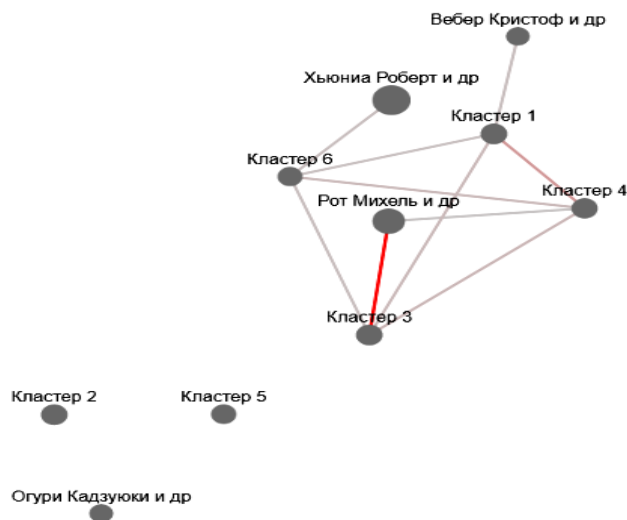 Вебер Кристоф и др
Хьюниа Роберт и др
Кластер 1
Кластер 6
Кластер 4
Рот Михель и др
Кластер 3
Кластер 2
Кластер 5
Огури Кадзуюки и др